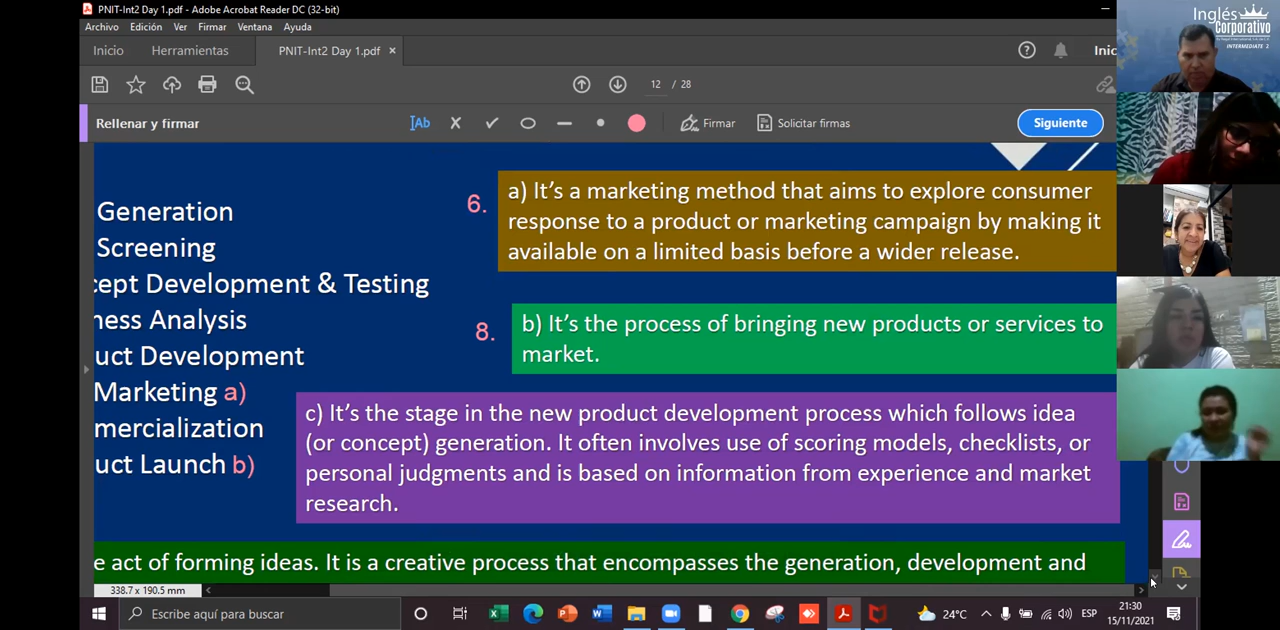 PNIT-Int2 Day 1.pdf - Adobe Acrobat Reader DC (32-bit)
Archivo Edición Ver Firmar Ventana Ayuda
Inicio Herramientas PNIT-Int2 Day 1.pdf × Inic
12 / 28
Rellenar y firmar
Ab Firmar Solicitar firmas Siguiente
Generation
Screening
cept Development & Testing
ness Analysis
uct Development
Marketing a)
mercialization
uct Launch b)
6. a) It's a marketing method that aims to explore consumer
response to a product or marketing campaign by making it
available on a limited basis before a wider release.
8. b) It's the process of bringing new products or services to
market.
c) It's the stage in the new product development process which follows idea
(or concept) generation. It often involves use of scoring models, checklists, or
personal judgments and is based on information from experience and market
research.
e act of forming ideas. It is a creative process that encompasses the generation, development and
338.7 x 190.5 mm
Escribe aquí para buscar
24°C ESP
21:30
15/11/2021
Inglés
Corporativo
INTERMEDIATE 2